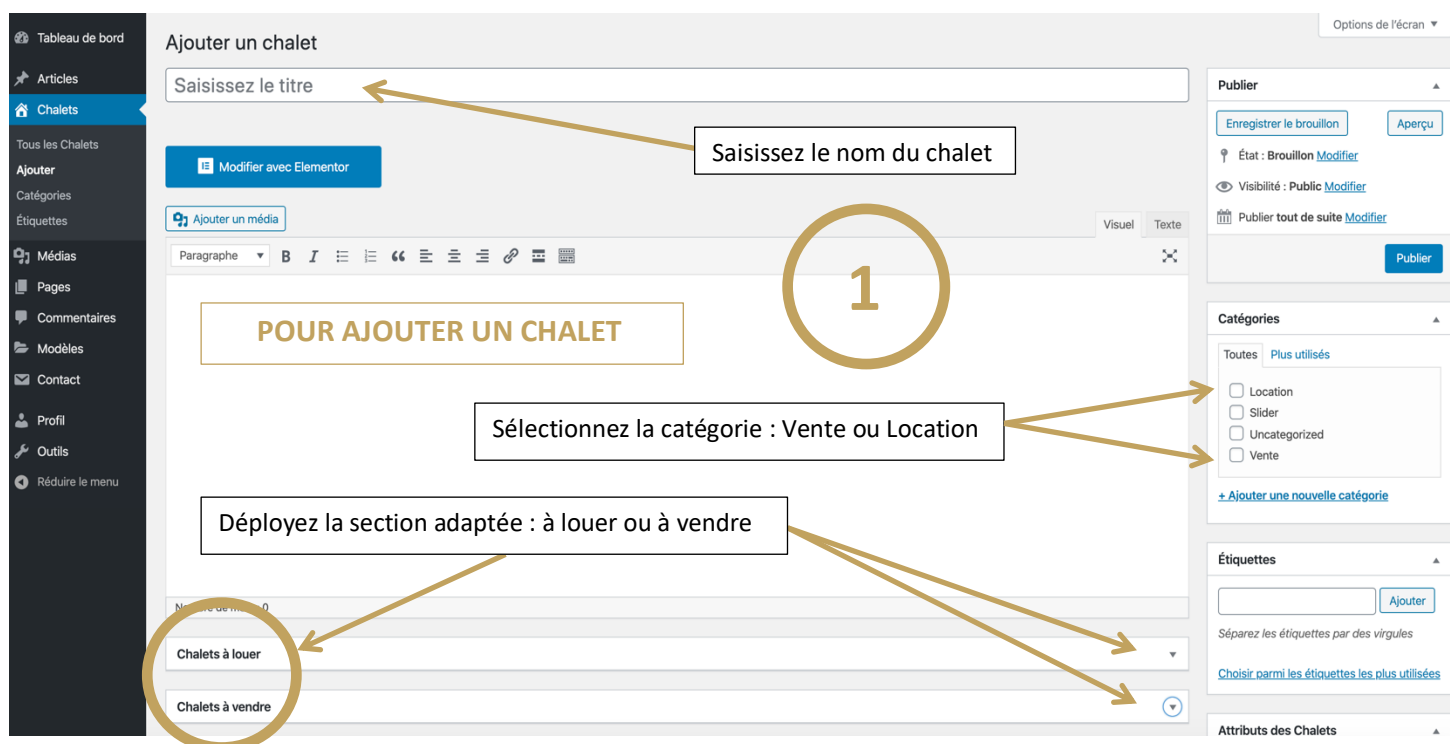 Options de l'écran
Tableau de bord
Articles
Chalets
Tous les Chalets
Ajouter
Catégories
Étiquettes
Médias
Pages
Commentaires
Modèles
Contact
Profil
Outils
Réduire le menu
Ajouter un chalet
Saisissez le titre
Saisissez le nom du chalet
Modifier avec Elementor
Ajouter un média
Visuel Texte
Paragraphe B I
1
POUR AJOUTER UN CHALET
Sélectionnez la catégorie : Vente ou Location
Déployez la section adaptée : à louer ou à vendre
0
Chalets à louer
Chalets à vendre
Publier
Enregistrer le brouillon Aperçu
État : Brouillon Modifier
Visibilité : Public Modifier
Publier tout de suite Modifier
Publier
Catégories
Toutes Plus utilisés
Location
Slider
Uncategorized
Vente
+ Ajouter une nouvelle catégorie
Étiquettes
Ajouter
Séparez les étiquettes par des virgules
Choisir parmi les étiquettes les plus utilisées
Attributs des Chalets